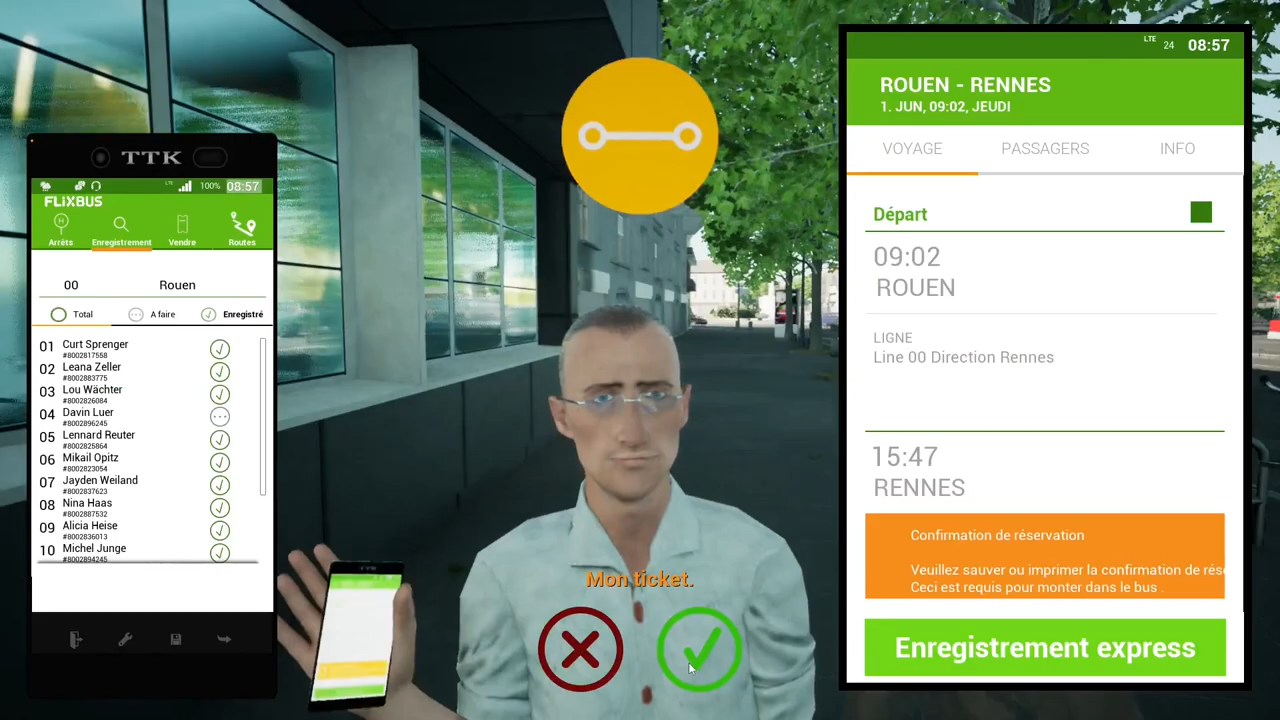 TTK
100% 08:57
LTE
FLiXBUS
Arrêts Enregistrement Vendre Routes
00 Rouen
Total A faire Enregistré
01 Curt Sprenger
#8002817558
02 Leana Zeller
#8002883775
03 Lou Wächter
#8002826084
04 Davin Luer
#8002896245
05 Lennard Reuter
#8002825864
06 Mikail Opitz
#8002823054
07 Jayden Weiland
#8002837623
08 Nina Haas
#8002887532
09 Alicia Heise
#8002836013
10 Michel Junge
#8002894245
Mon ticket.
LTE 24 08:57
ROUEN - RENNES
1. JUN, 09:02, JEUDI
VOYAGE PASSAGERS INFO
Départ
09:02
ROUEN
LIGNE
Line 00 Direction Rennes
15:47
RENNES
Confirmation de réservation
Veuillez sauver ou imprimer la confirmation de rése
Ceci est requis pour monter dans le bus .
Enregistrement express